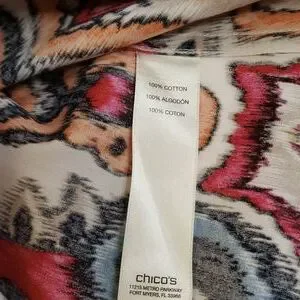 100% COTTON
100% ALGODÓN
100% COTON
chico's
11215 METRO PARKWAY
FORT MYERS, FL 33966